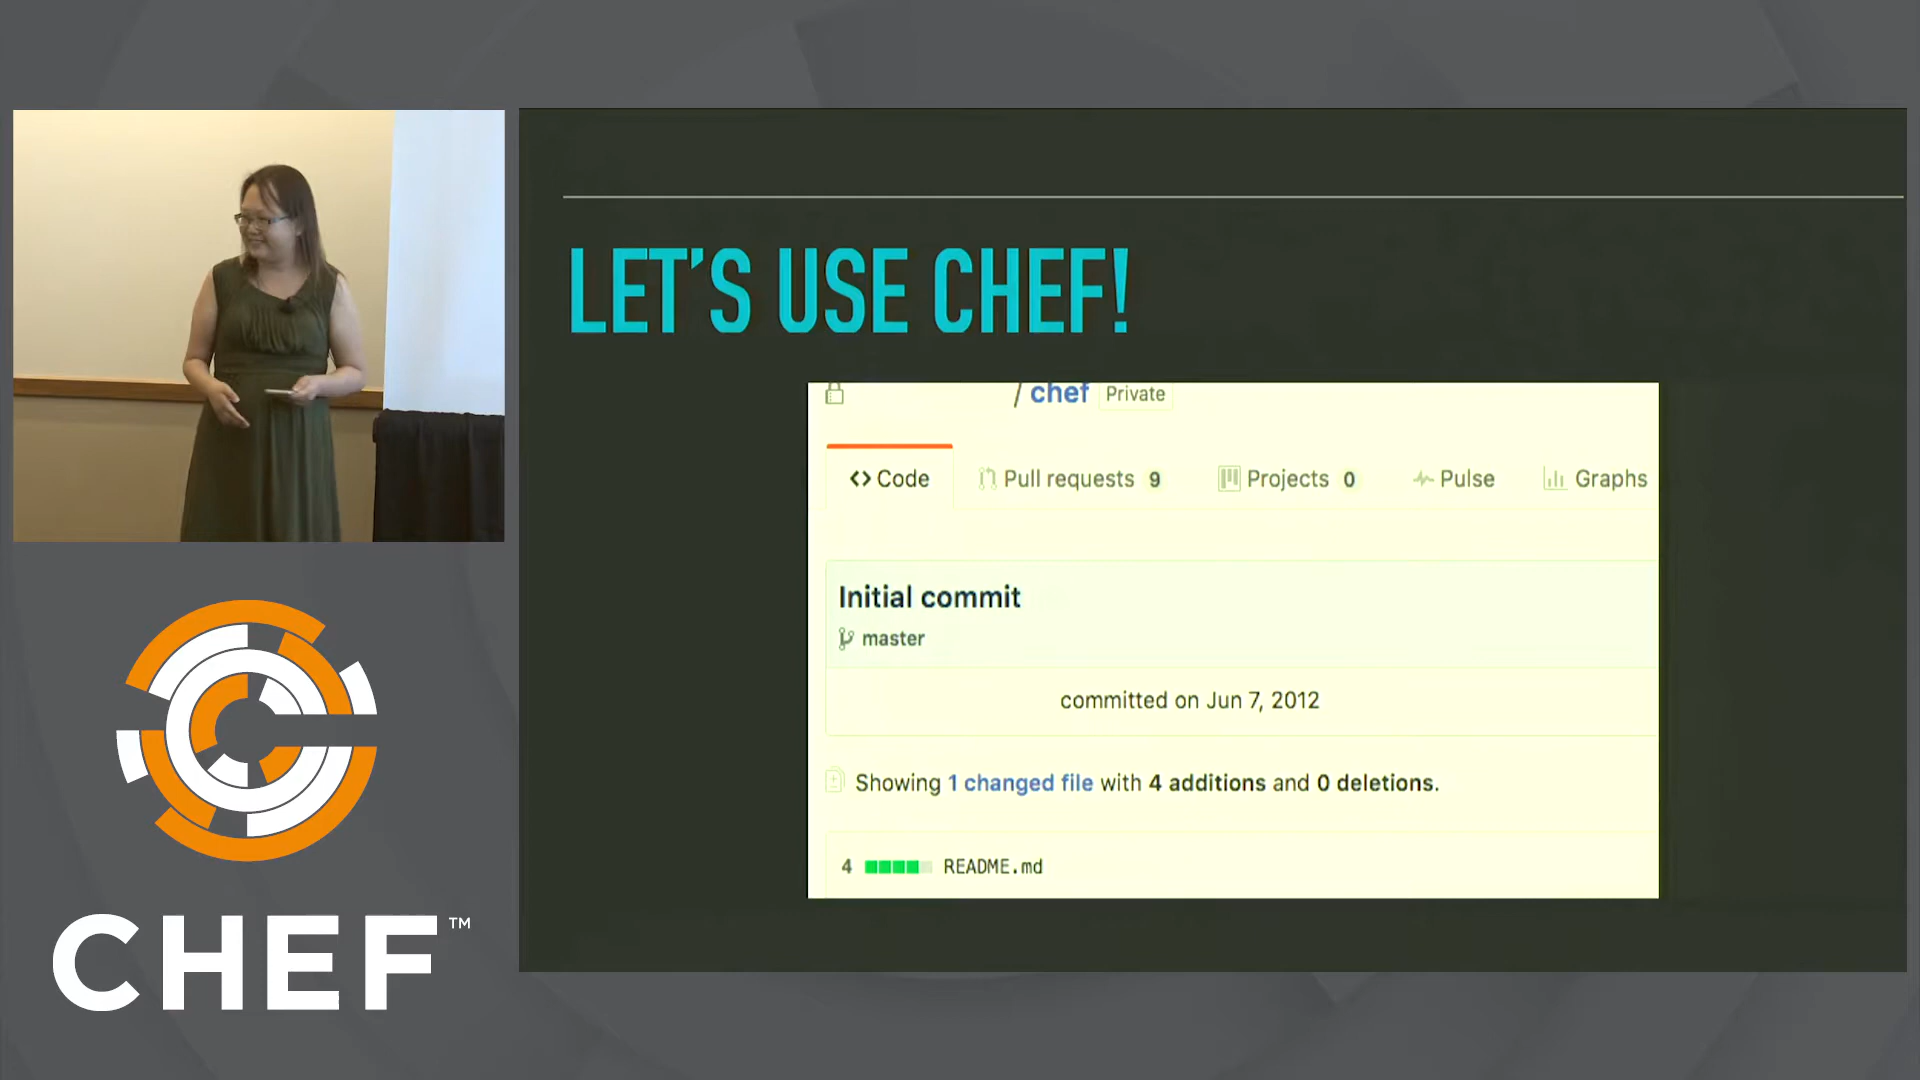 LET'S USE CHEF!
/ chef Private
Code Pull requests 9 Projects 0 Pulse Graphs
Initial commit
master
committed on Jun 7, 2012
Showing 1 changed file with 4 additions and 0 deletions.
4 README.md
CHEF™